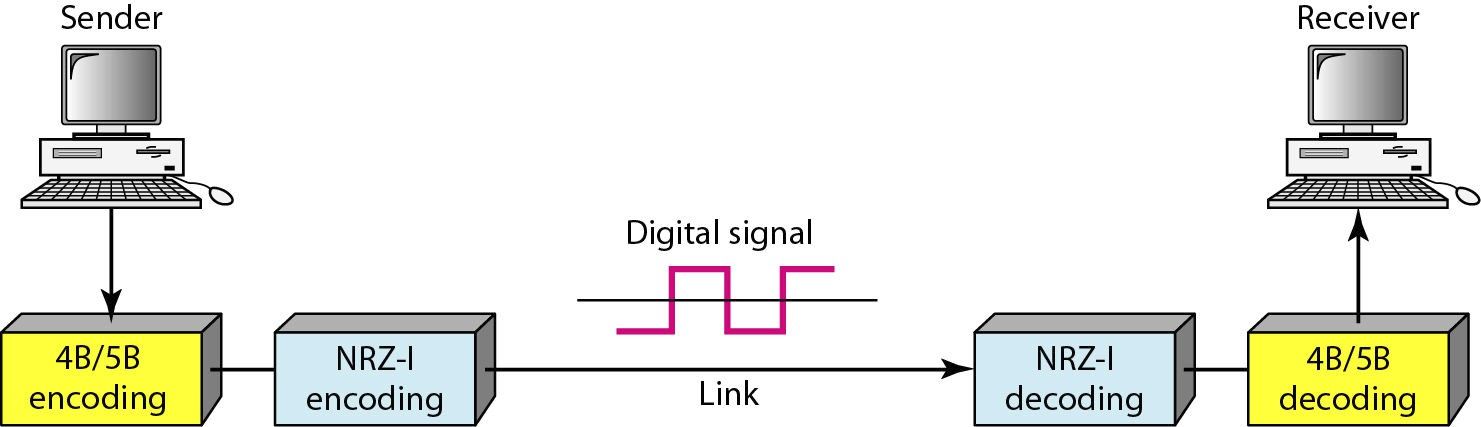 Sender
Receiver
Digital signal
4B/5B
encoding
NRZ-I
encoding
Link
NRZ-I
decoding
4B/5B
decoding